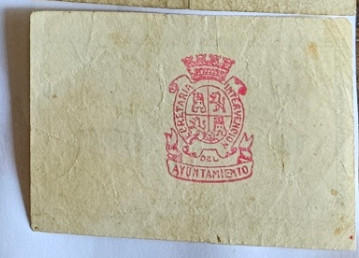 SECRETARIA INTERVENCION
DEL
AYUNTAMIENTO